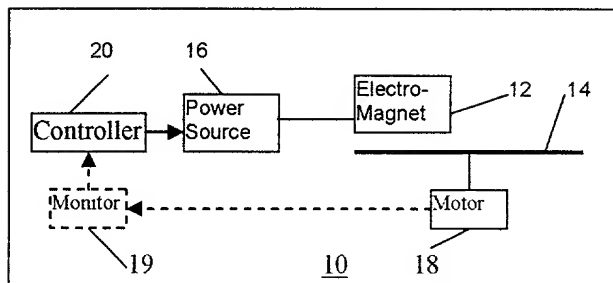 20
16
Electro-
Magnet
12
14
Power
Source
Controller
Monitor
Motor
19
10
18